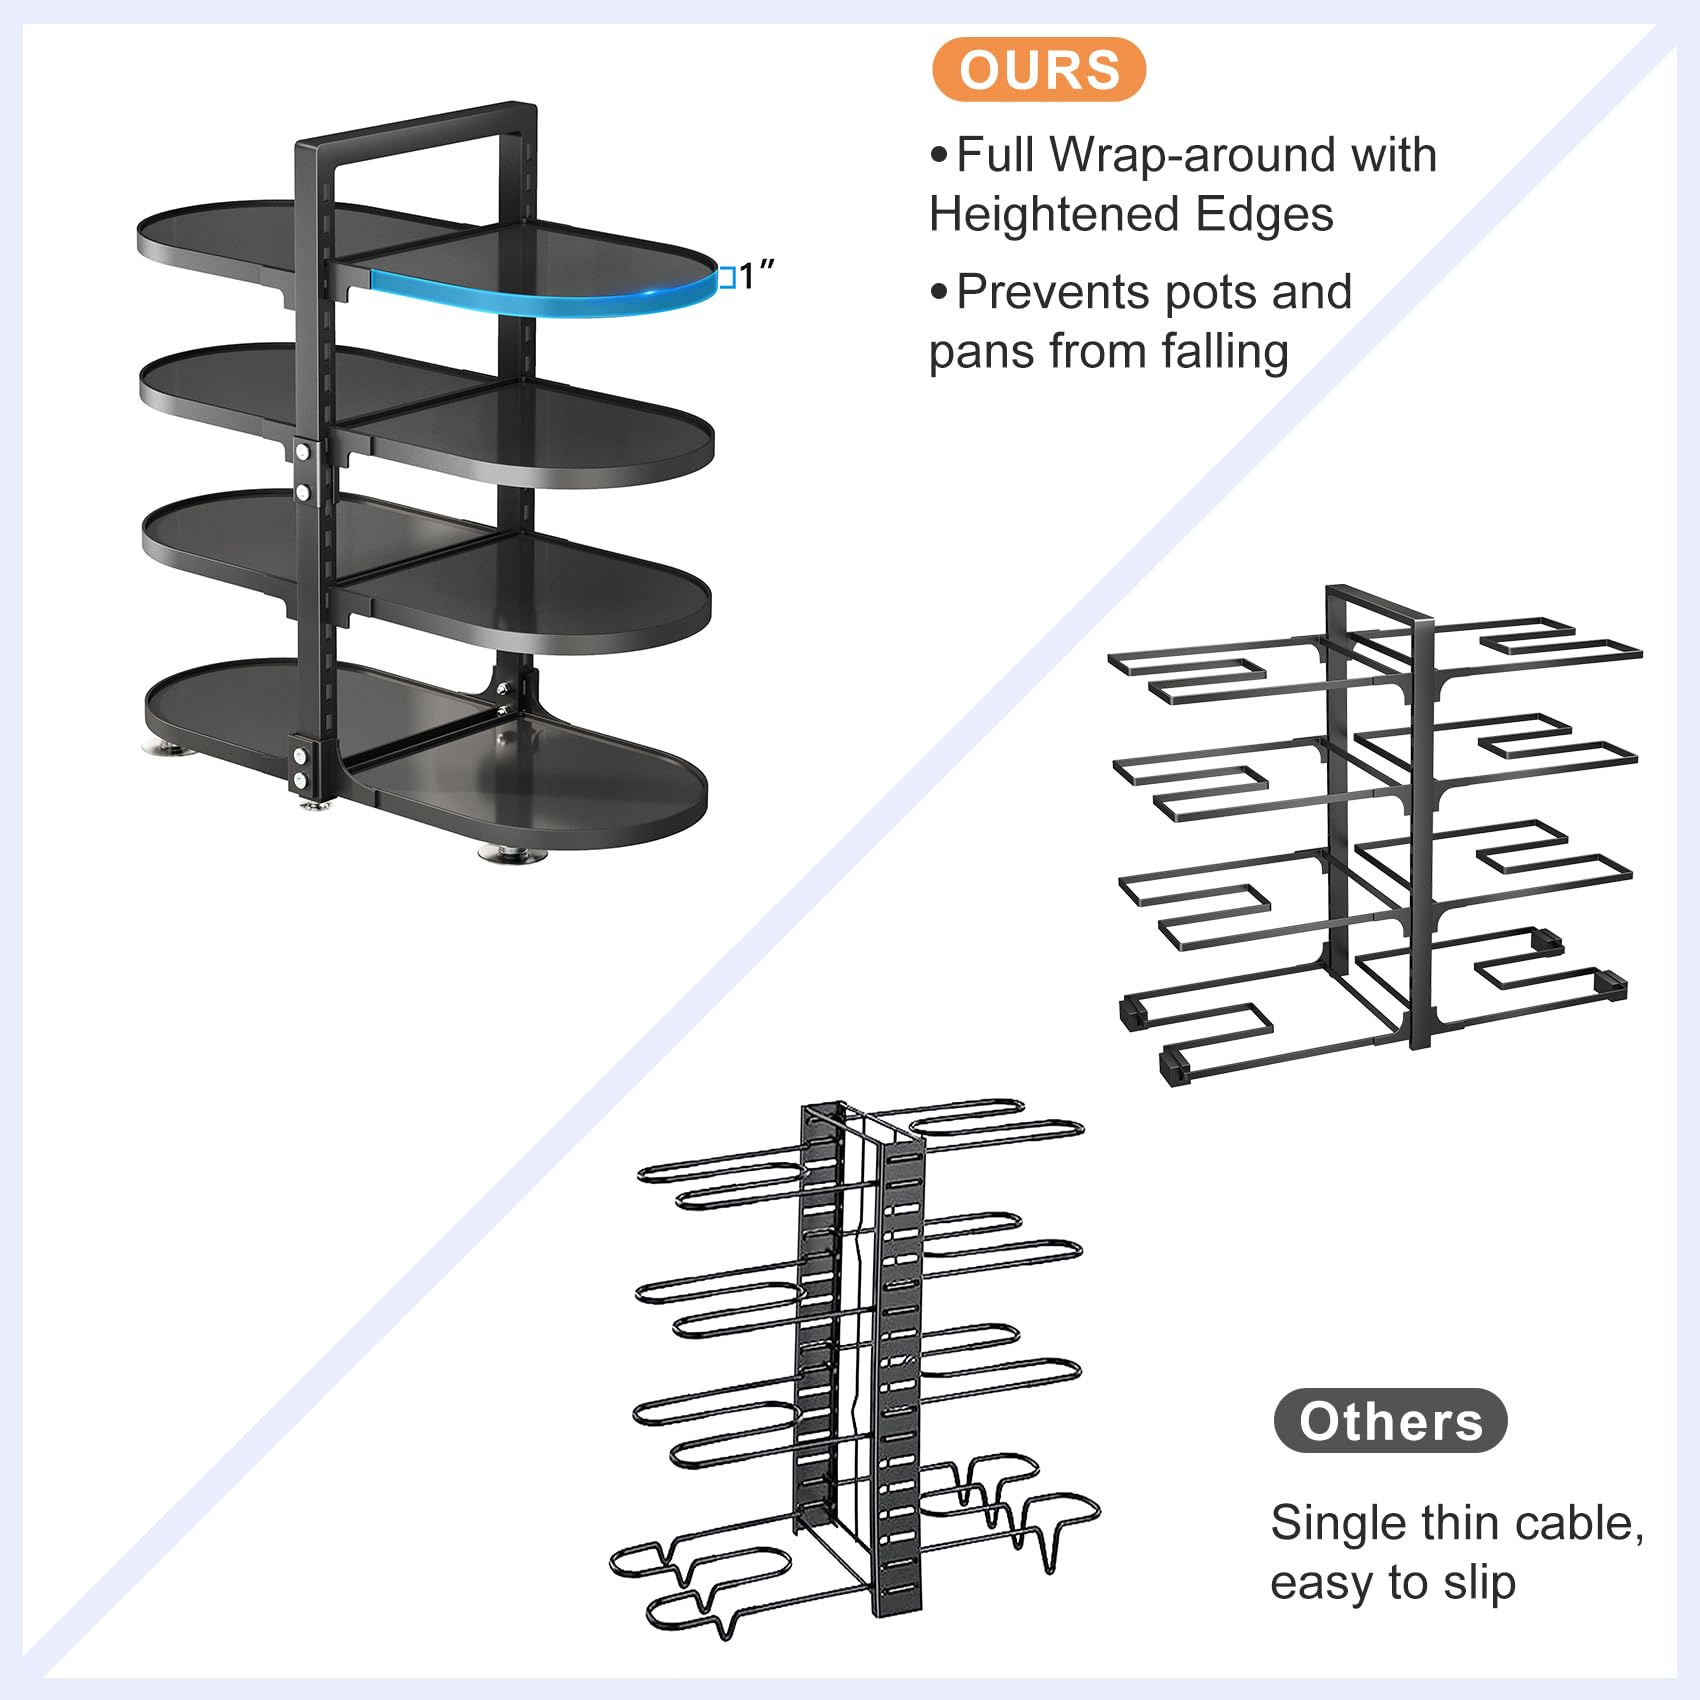 OURS
•Full Wrap-around with
Heightened Edges
•Prevents pots and
pans from falling
1″
Others
Single thin cable,
easy to slip